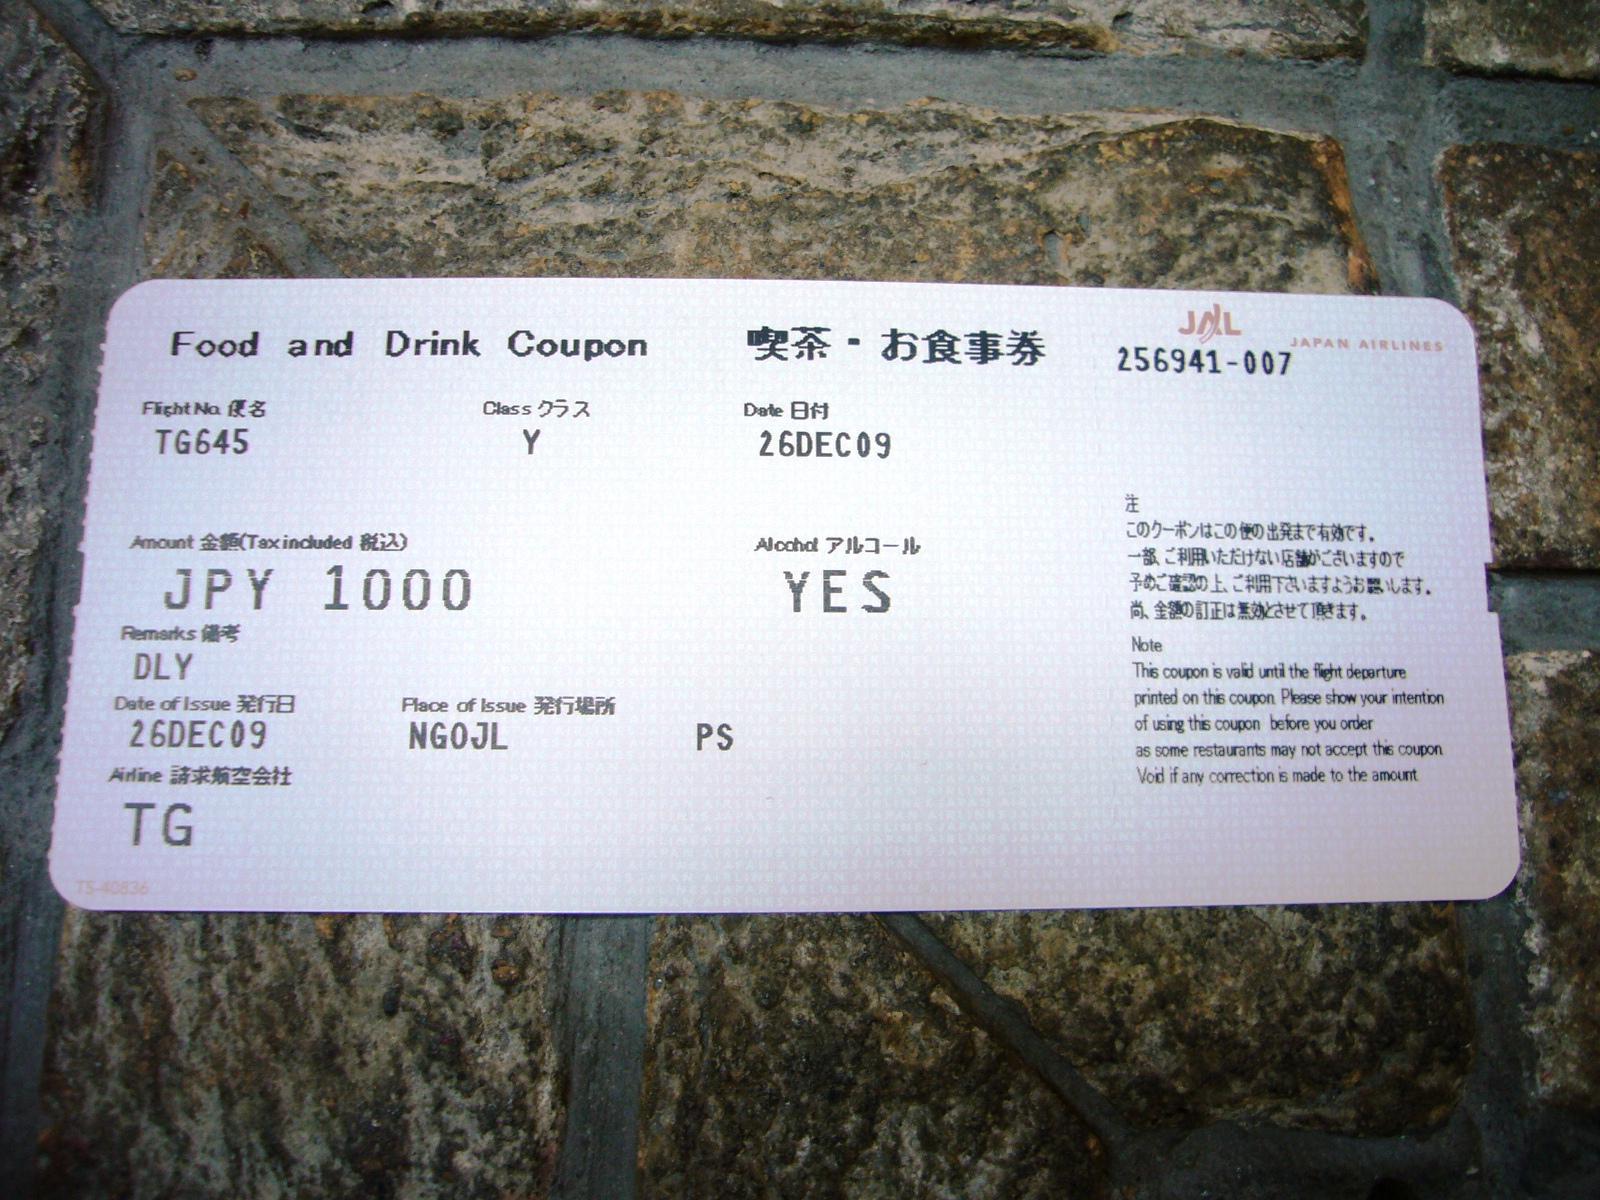 Food and Drink Coupon 喫茶・お食事券
JAL
JAPAN AIRLINES
256941-007
Flight No. 便名 Class クラス Date 日付
TG645 Y 26DEC09
Amount 金額(Tax included 税込) Alcohol アルコール
JPY 1000 YES
Remarks 備考
DLY
Date of Issue 発行日 Place of Issue 発行場所
26DEC09 NGOJL PS
Airline 請求航空会社
TG
TS-40836
注
このクーポンはこの便の出発まで有効です。
一部、ご利用いただけない店舗がございますので
予めご確認の上、ご利用下さいますようお願いします。
尚、金額の訂正は無効とさせて頂きます。
Note
This coupon is valid until the flight departure
printed on this coupon. Please show your intention
of using this coupon before you order
as some restaurants may not accept this coupon
Void if any correction is made to the amount